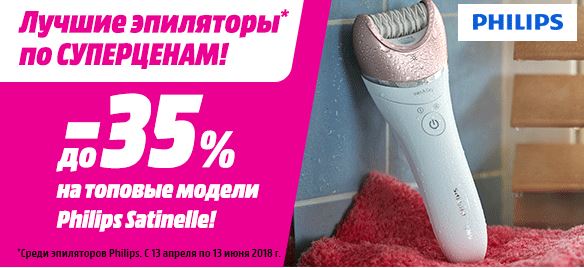 Лучшие эпиляторы*
по СУПЕРЦЕНАМ!
PHILIPS
до -35%
на топовые модели
Philips Satinelle!
*Среди эпиляторов Philips. С 13 апреля по 13 июня 2018 г.